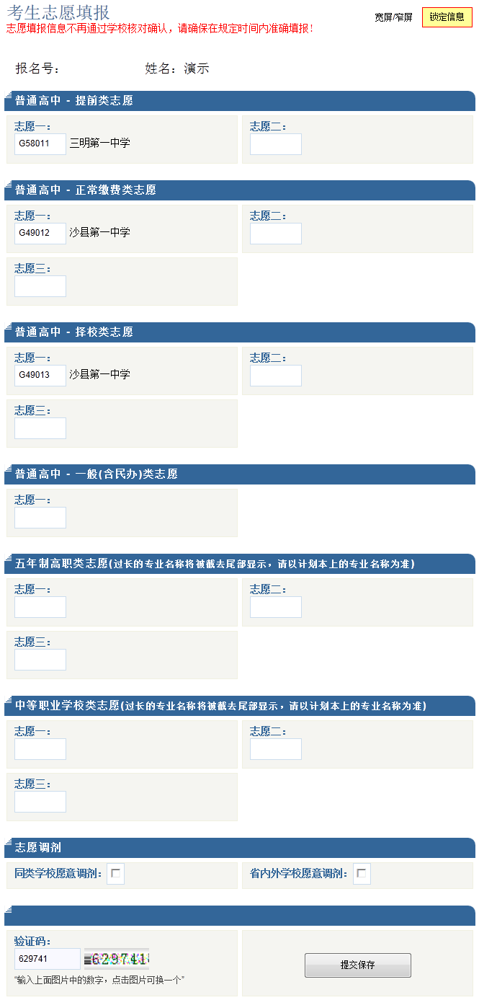 考生志愿填报
宽屏/窄屏 锁定信息
志愿填报信息不再通过学校核对确认，请确保在规定时间内准确填报！
报名号： 姓名：演示
普通高中 - 提前类志愿
志愿一： 志愿二：
G58011 三明第一中学
普通高中 - 正常缴费类志愿
志愿一： 志愿二：
G49012 沙县第一中学
志愿三：
普通高中 - 择校类志愿
志愿一： 志愿二：
G49013 沙县第一中学
志愿三：
普通高中 - 一般(含民办)类志愿
志愿一：
五年制高职类志愿(过长的专业名称将被截去尾部显示，请以计划本上的专业名称为准)
志愿一： 志愿二：
志愿三：
中等职业学校类志愿(过长的专业名称将被截去尾部显示，请以计划本上的专业名称为准)
志愿一： 志愿二：
志愿三：
志愿调剂
同类学校愿意调剂： 省内外学校愿意调剂：
验证码：
629741 629741
提交保存
“输入上面图片中的数字，点击图片可换一个”